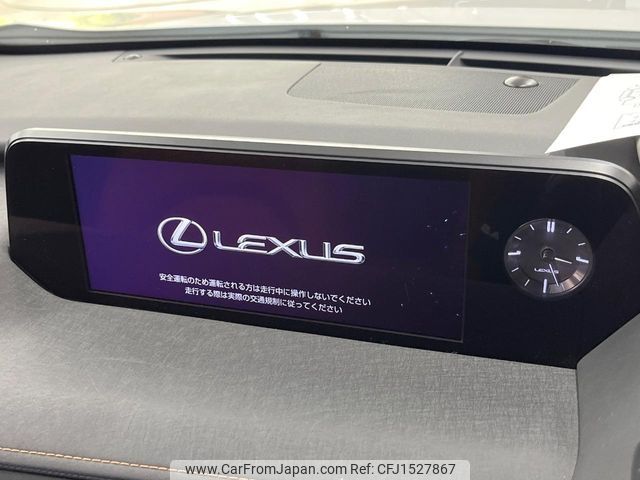 LEXUS
安全運転のため運転される方は走行中に操作しないでください
走行する際は実際の交通規制に従ってください
LEXUS
www.CarFromJapan.com - CFJ1527867